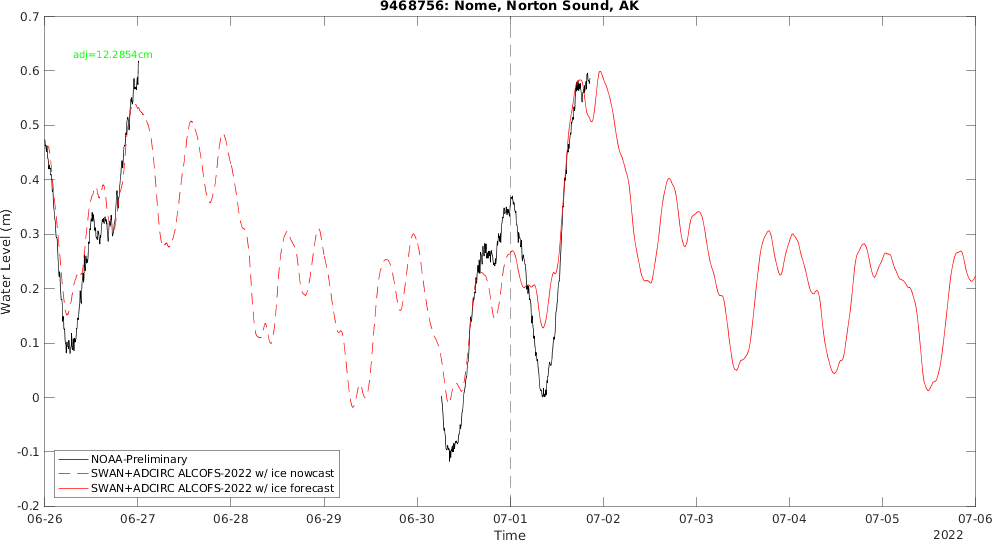 9468756: Nome, Norton Sound, AK
adj=12.2854cm
Water Level (m)
0.7
0.6
0.5
0.4
0.3
0.2
0.1
0
-0.1
-0.2
NOAA-Preliminary
SWAN+ADCIRC ALCOFS-2022 w/ ice nowcast
SWAN+ADCIRC ALCOFS-2022 w/ ice forecast
06-26 06-27 06-28 06-29 06-30 07-01 07-02 07-03 07-04 07-05 07-06
Time
2022